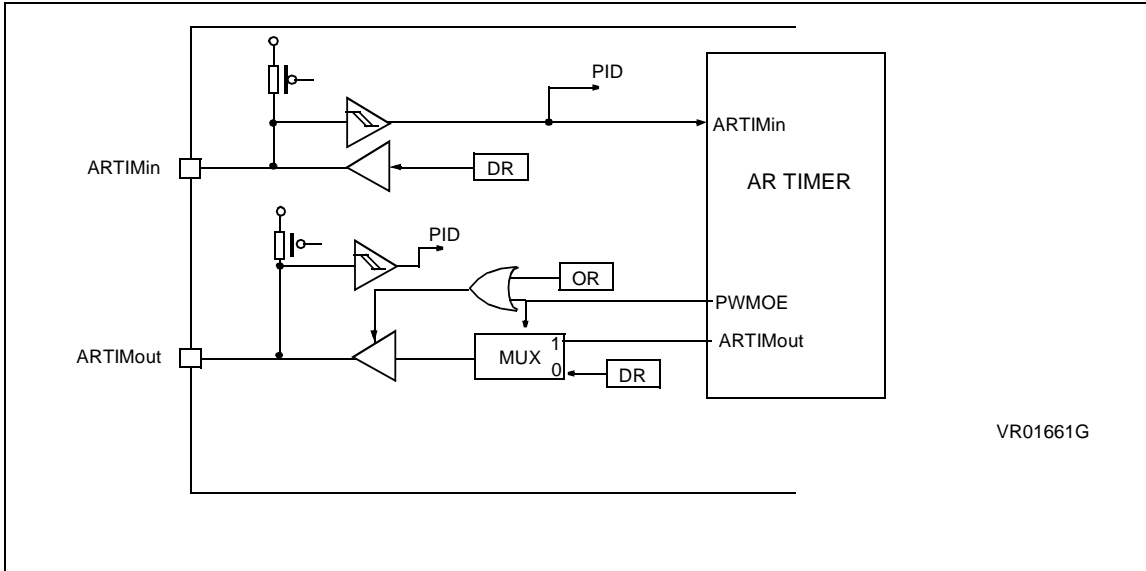 PID
ARTIMin
AR TIMER
ARTIMin
DR
PID
OR
PWMOE
ARTIMout
1
MUX
0
DR
ARTIMout
VR01661G